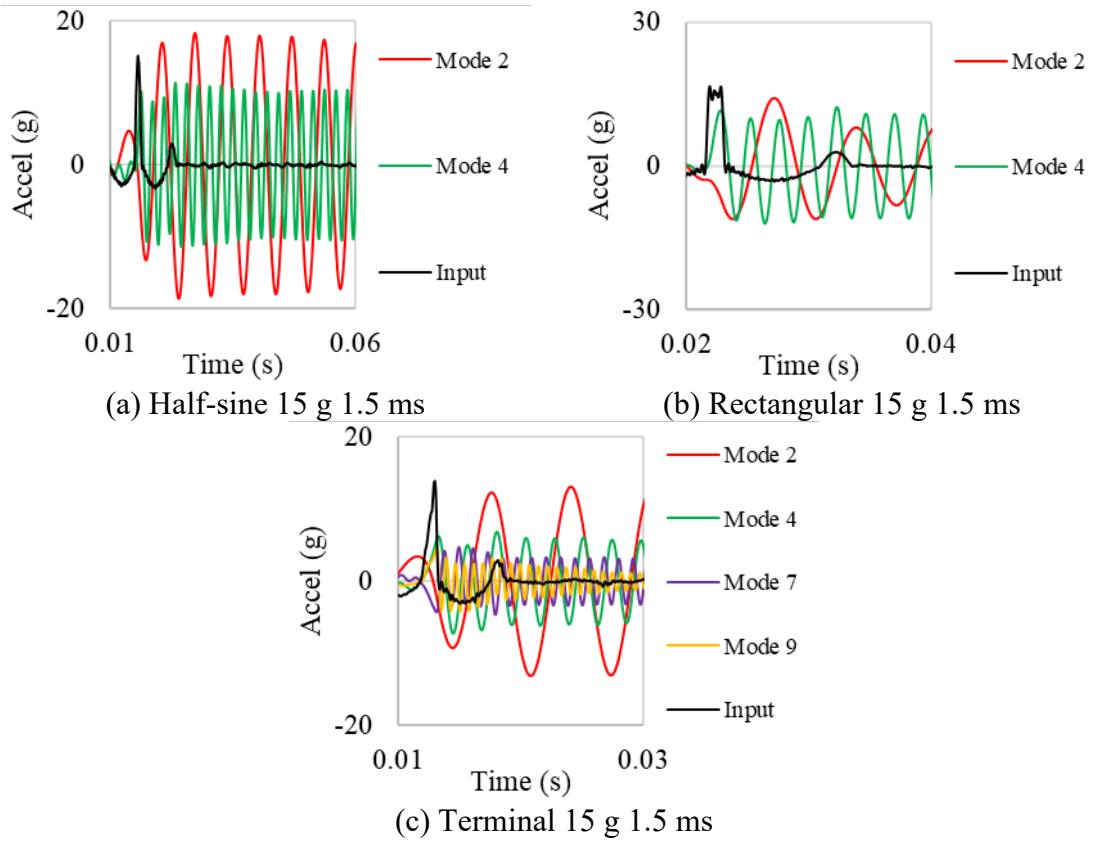 20
0
-20
Accel (g)
0.01
0.06
Time (s)
Mode 2
Mode 4
Input
(a) Half-sine 15 g 1.5 ms
30
0
-30
Accel (g)
0.02
0.04
Time (s)
Mode 2
Mode 4
Input
(b) Rectangular 15 g 1.5 ms
20
0
-20
Accel (g)
0.01
0.03
Time (s)
Mode 2
Mode 4
Mode 7
Mode 9
Input
(c) Terminal 15 g 1.5 ms